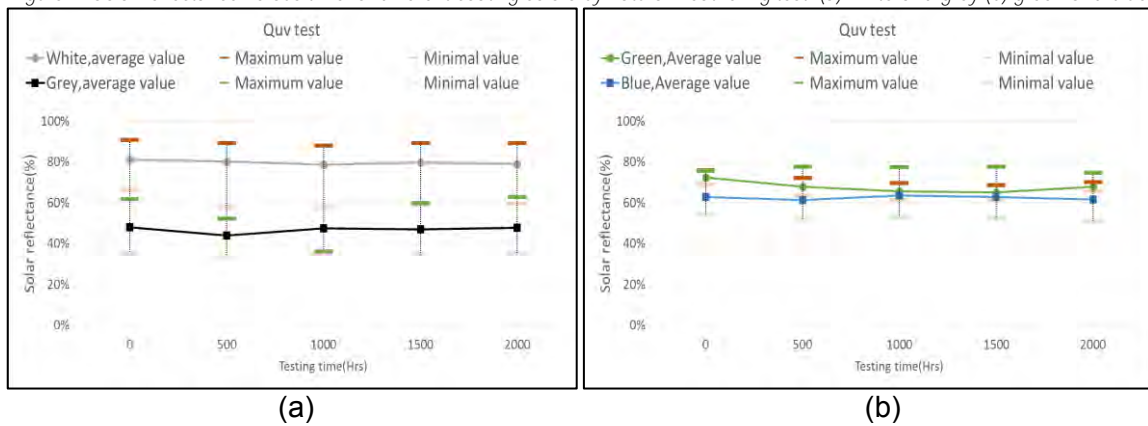 Quv test
White,average value
Maximum value
Minimal value
Grey,average value
Maximum value
Minimal value
Solar reflectance(%)
100%
80%
60%
40%
20%
0%
0 500 1000 1500 2000
Testing time(Hrs)
(a)
Quv test
Green,Average value
Maximum value
Minimal value
Blue,Average value
Maximum value
Minimal value
Solar reflectance(%)
100%
80%
60%
40%
20%
0%
0 500 1000 1500 2000
Testing time(Hrs)
(b)